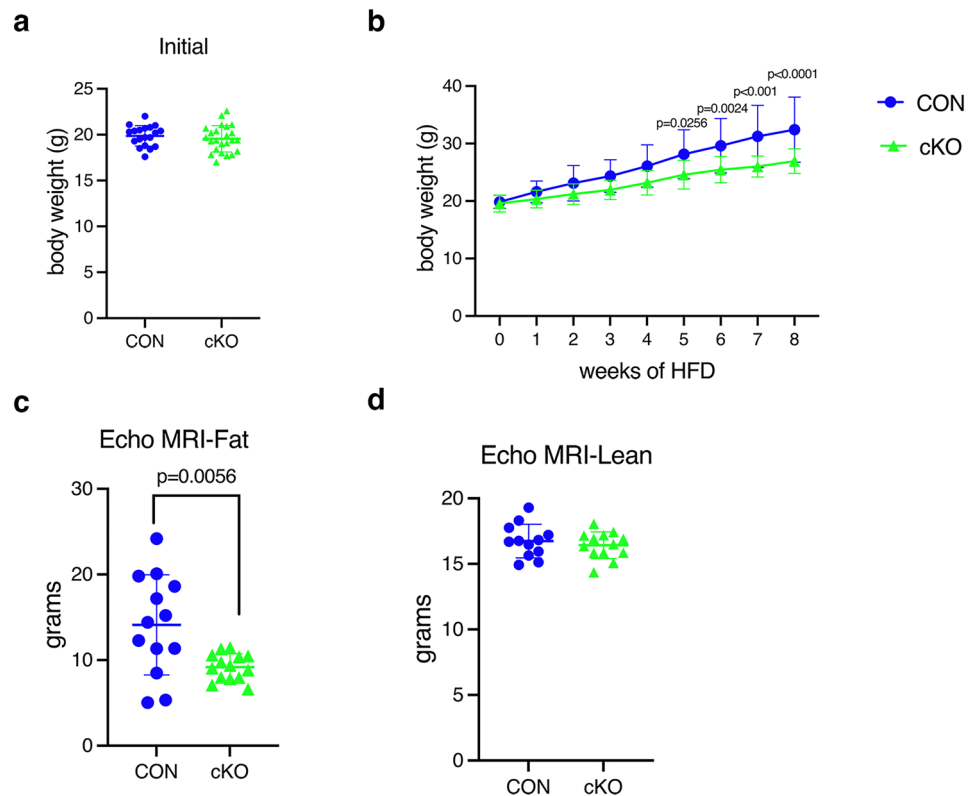 a
Initial
body weight (g)
25
20
15
10
5
0
CON
cKO
b
body weight (g)
40
30
20
10
0
p=0.0256
p=0.0024
p<0.001
p<0.0001
0 1 2 3 4 5 6 7 8
weeks of HFD
CON
cKO
c
Echo MRI-Fat
p=0.0056
grams
30
20
10
0
CON
cKO
d
Echo MRI-Lean
grams
20
15
10
5
0
CON
cKO